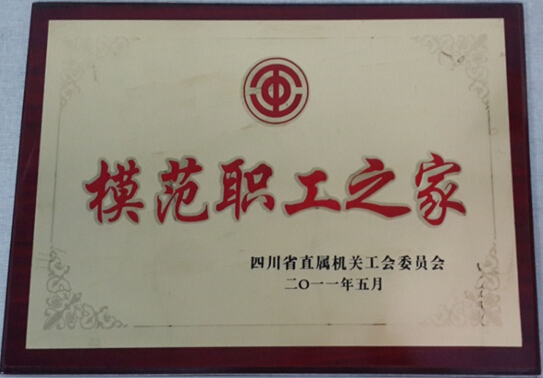 模范职工之家
四川省直属机关工会委员会
二〇一一年五月